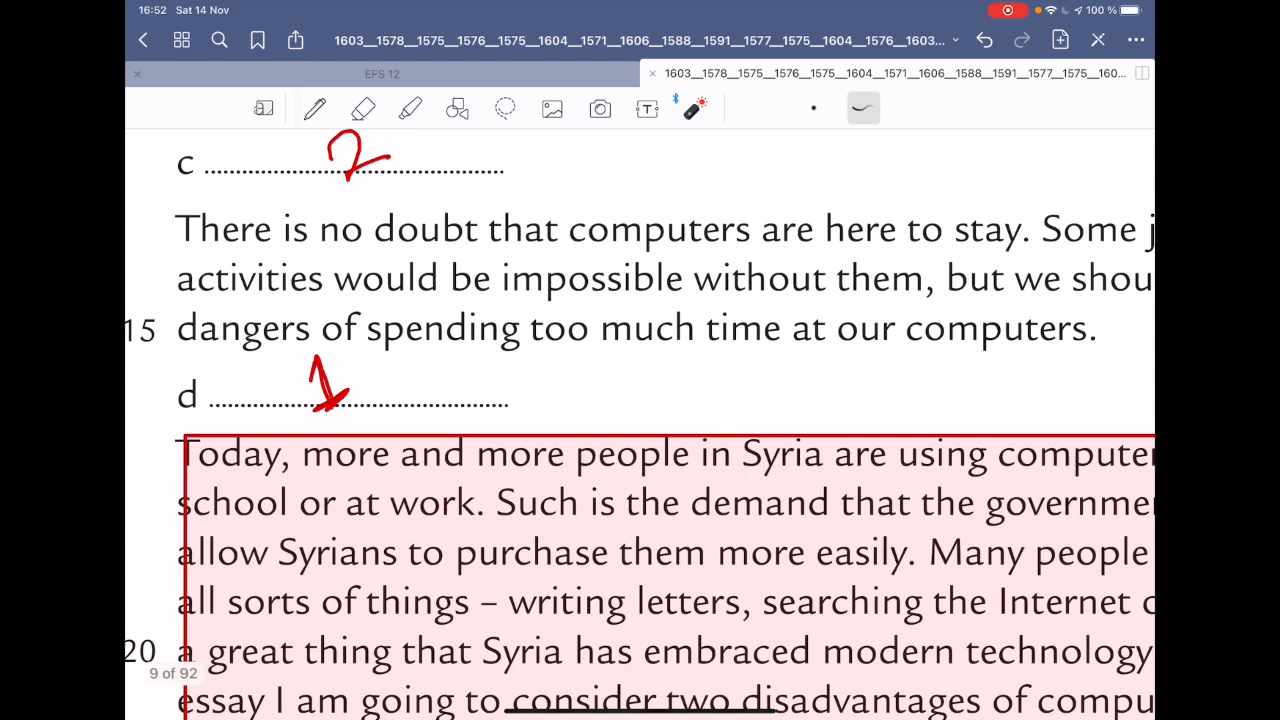 16:52 Sat 14 Nov 100 %
1603__1578__1575__1576__1575__1604__1571__1606__1588__1591__1577__1575__1604__1576__1603...
EFS 12
1603__1578__1575__1576__1575__1604__1571__1606__1588__1591__1577__1575__160...
c .................................................. 2
There is no doubt that computers are here to stay. Some j
activities would be impossible without them, but we shou
15 dangers of spending too much time at our computers.
d .................................................. 1
Today, more and more people in Syria are using computer
school or at work. Such is the demand that the governme
allow Syrians to purchase them more easily. Many people
all sorts of things – writing letters, searching the Internet o
20 a great thing that Syria has embraced modern technology
9 of 92
essay I am going to consider two disadvantages of compu